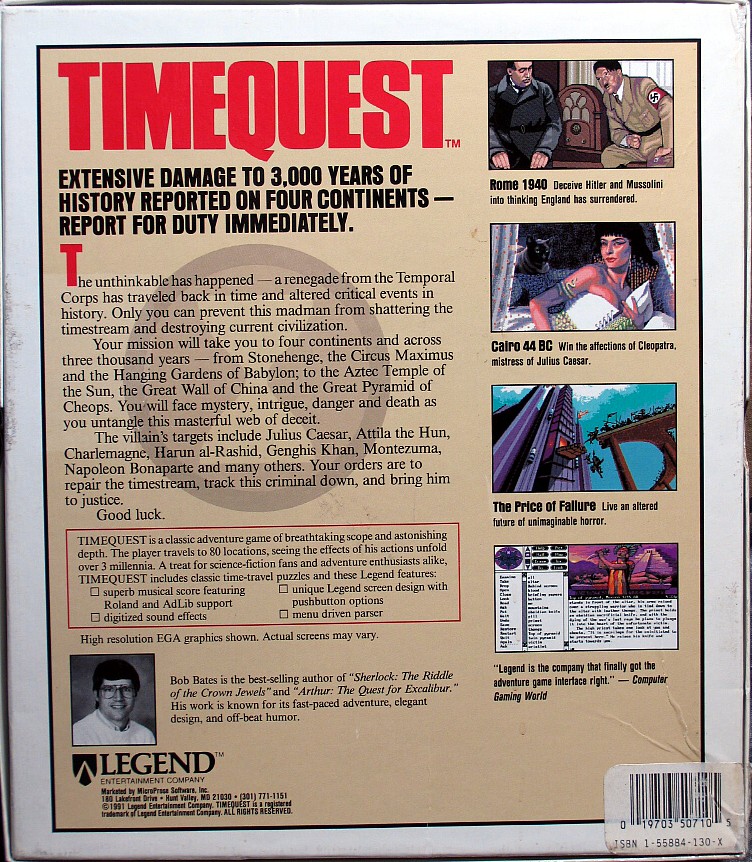 TIMEQUEST™
EXTENSIVE DAMAGE TO 3,000 YEARS OF
HISTORY REPORTED ON FOUR CONTINENTS —
REPORT FOR DUTY IMMEDIATELY.
The unthinkable has happened — a renegade from the Temporal
Corps has traveled back in time and altered critical events in
history. Only you can prevent this madman from shattering the
timestream and destroying current civilization.
Your mission will take you to four continents and across
three thousand years — from Stonehenge, the Circus Maximus
and the Hanging Gardens of Babylon; to the Aztec Temple of
the Sun, the Great Wall of China and the Great Pyramid of
Cheops. You will face mystery, intrigue, danger and death as
you untangle this masterful web of deceit.
The villain's targets include Julius Caesar, Attila the Hun,
Charlemagne, Harun al-Rashid, Genghis Khan, Montezuma,
Napoleon Bonaparte and many others. Your orders are to
repair the timestream, track this criminal down, and bring him
to justice.
Good luck.
TIMEQUEST is a classic adventure game of breathtaking scope and astonishing
depth. The player travels to 80 locations, seeing the effects of his actions unfold
over 3 millennia. A treat for science-fiction fans and adventure enthusiasts alike,
TIMEQUEST includes classic time-travel puzzles and these Legend features:
□ superb musical score featuring
Roland and AdLib support
□ digitized sound effects
□ unique Legend screen design with
pushbutton options
□ menu driven parser
High resolution EGA graphics shown. Actual screens may vary.
Bob Bates is the best-selling author of "Sherlock: The Riddle
of the Crown Jewels" and "Arthur: The Quest for Excalibur."
His work is known for its fast-paced adventure, elegant
design, and off-beat humor.
LEGEND™
ENTERTAINMENT COMPANY
Marketed by MicroProse Software, Inc.
180 Lakefront Drive • Hunt Valley, MD 21030 • (301) 771-1151
©1991 Legend Entertainment Company. TIMEQUEST is a registered
trademark of Legend Entertainment Company. ALL RIGHTS RESERVED.
Rome 1940 Deceive Hitler and Mussolini
into thinking England has surrendered.
Cairo 44 BC Win the affections of Cleopatra,
mistress of Julius Caesar.
The Price of Failure Live an altered
future of unimaginable horror.
"Legend is the company that finally got the
adventure game interface right." — Computer
Gaming World
0 19703 50710 5
ISBN 1-55884-130-X